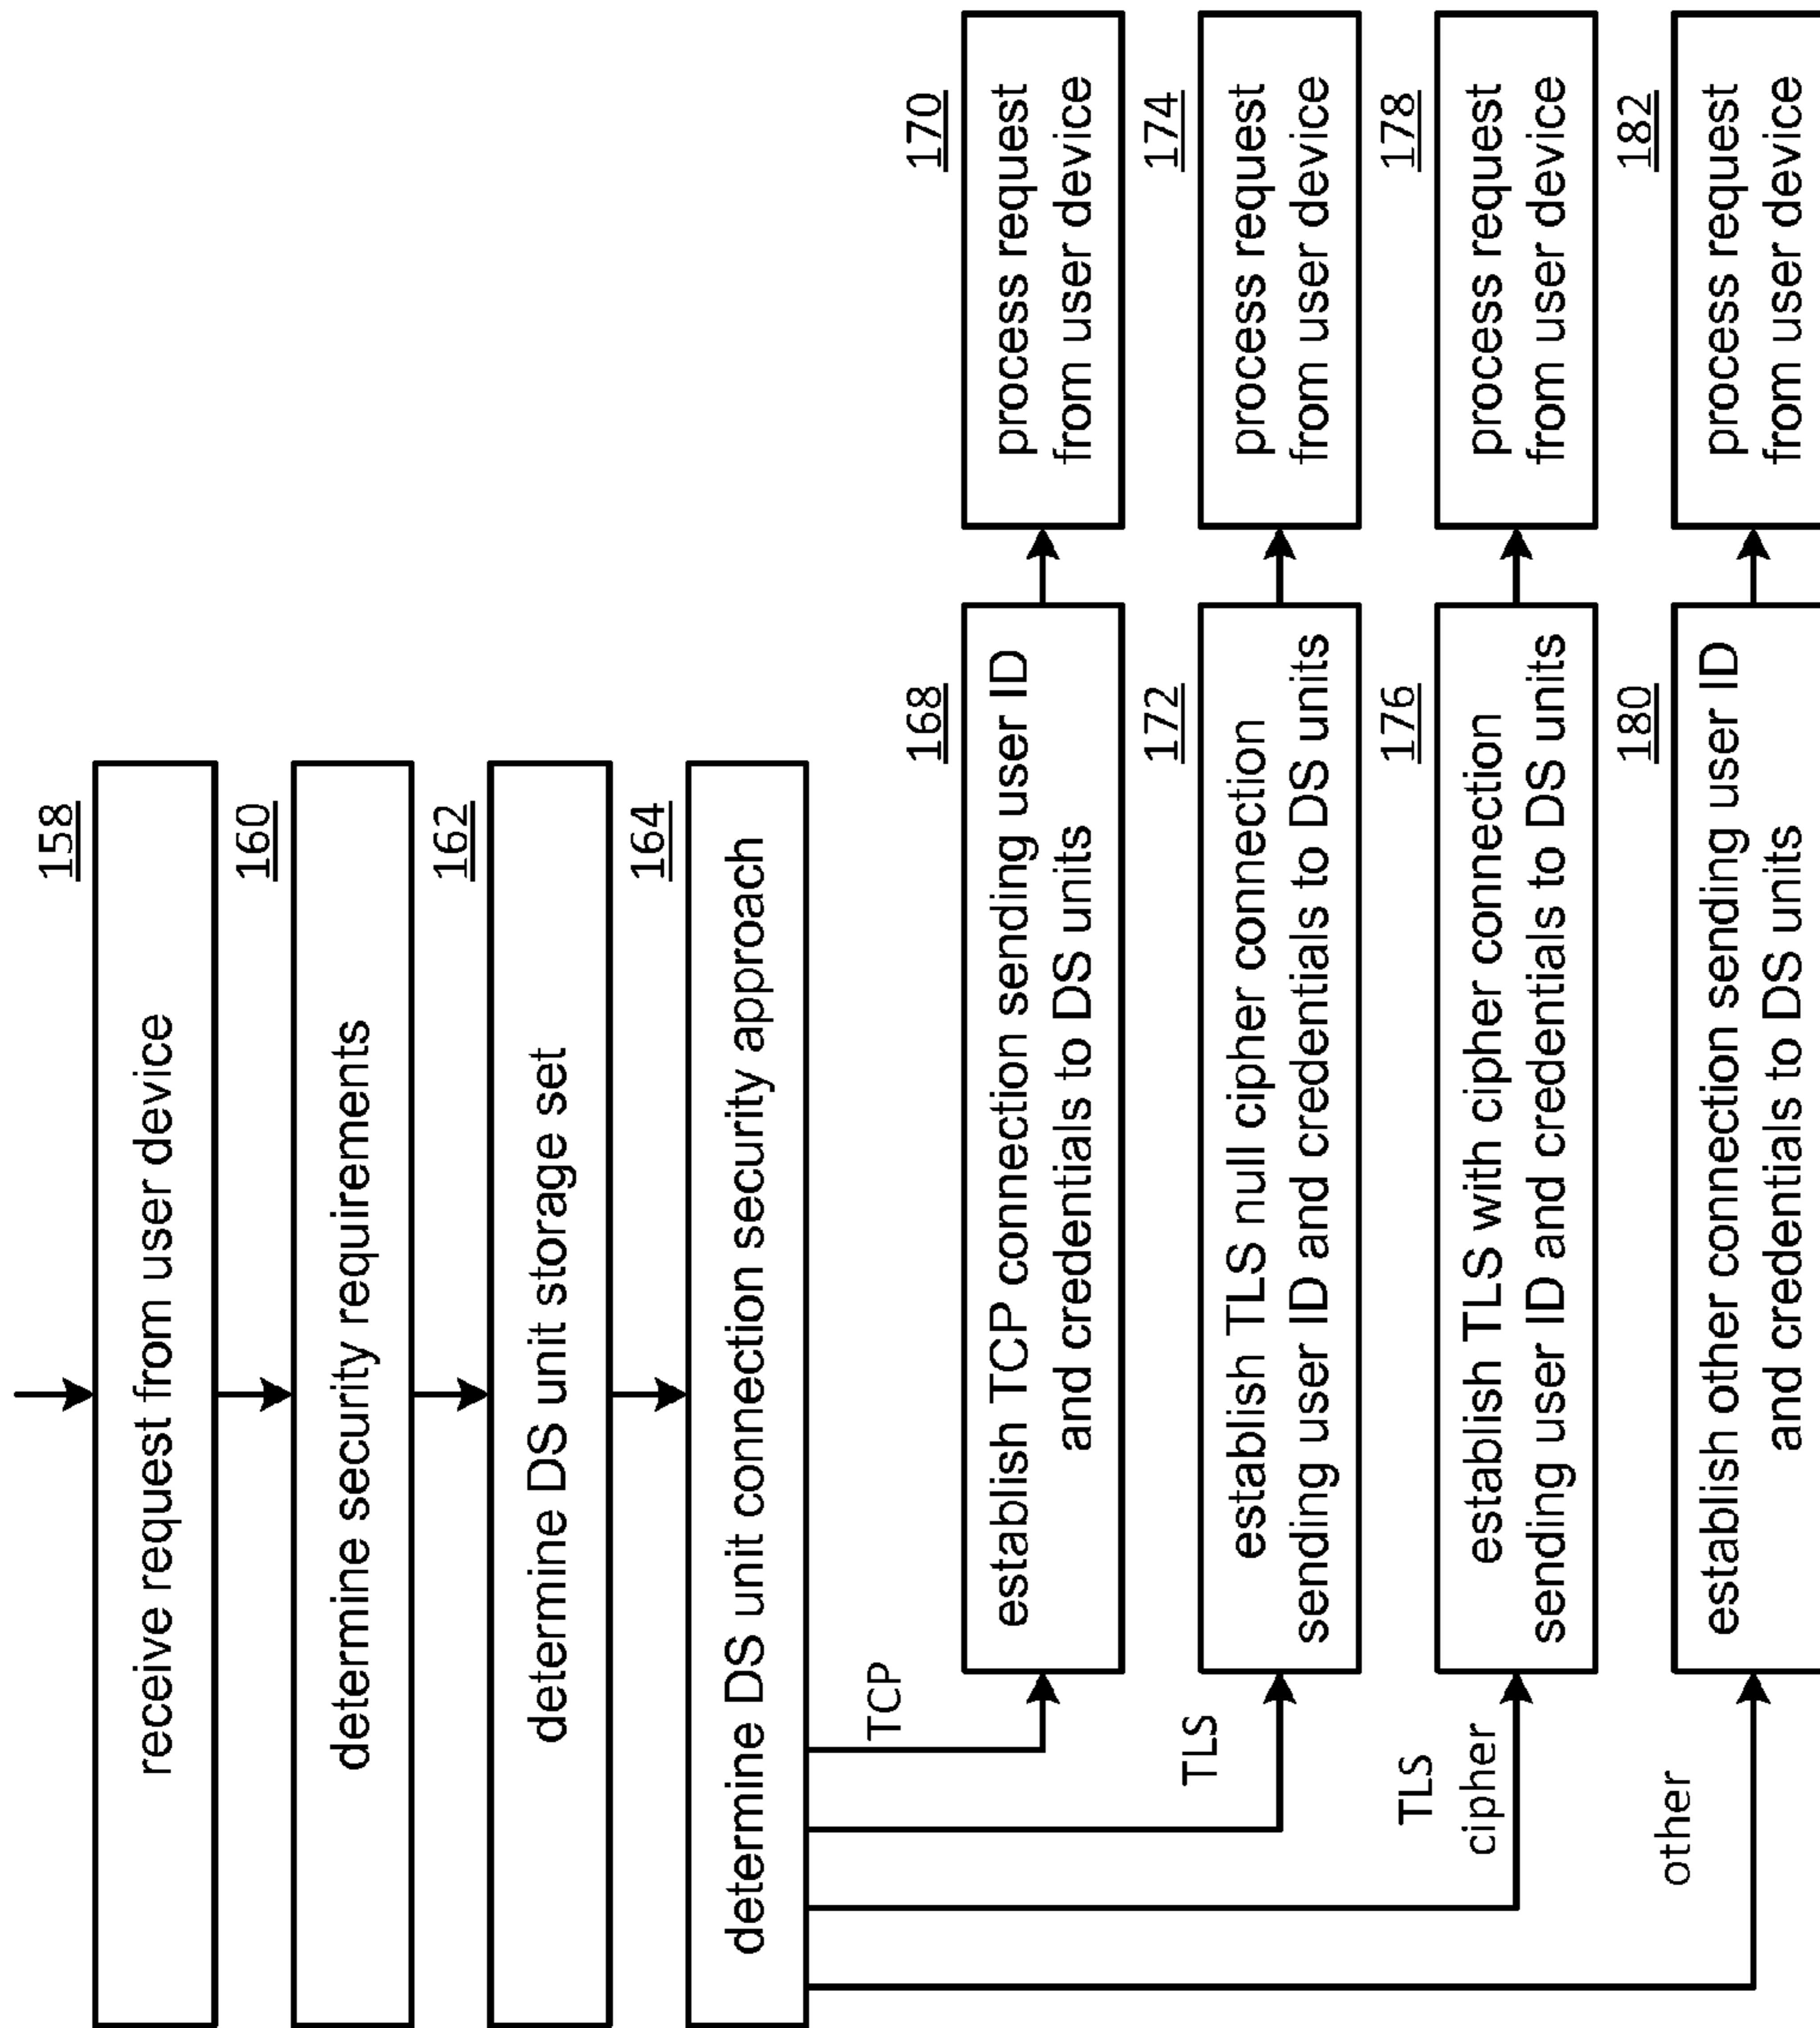 158
receive request from user device
160
determine security requirements
162
determine DS unit storage set
164
determine DS unit connection security approach
TCP
168
establish TCP connection sending user ID
and credentials to DS units
170
process request
from user device
TLS
172
establish TLS null cipher connection
sending user ID and credentials to DS units
174
process request
from user device
TLS
cipher
176
establish TLS with cipher connection
sending user ID and credentials to DS units
178
process request
from user device
other
180
establish other connection sending user ID
and credentials to DS units
182
process request
from user device